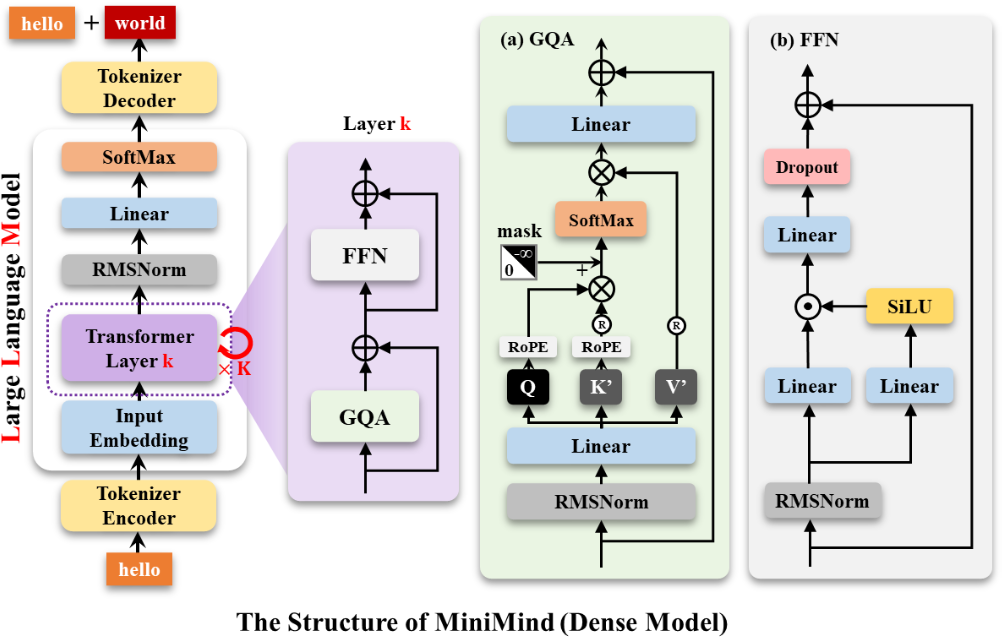 hello + world
Tokenizer
Decoder
SoftMax
Linear
RMSNorm
Transformer
Layer k
× K
Input
Embedding
Tokenizer
Encoder
hello
Large Language Model
Layer k
FFN
GQA
(a) GQA
Linear
SoftMax
mask
-∞
0
+
R
R
RoPE
RoPE
Q
K’
V’
Linear
RMSNorm
(b) FFN
Dropout
Linear
SiLU
Linear
Linear
RMSNorm
The Structure of MiniMind (Dense Model)